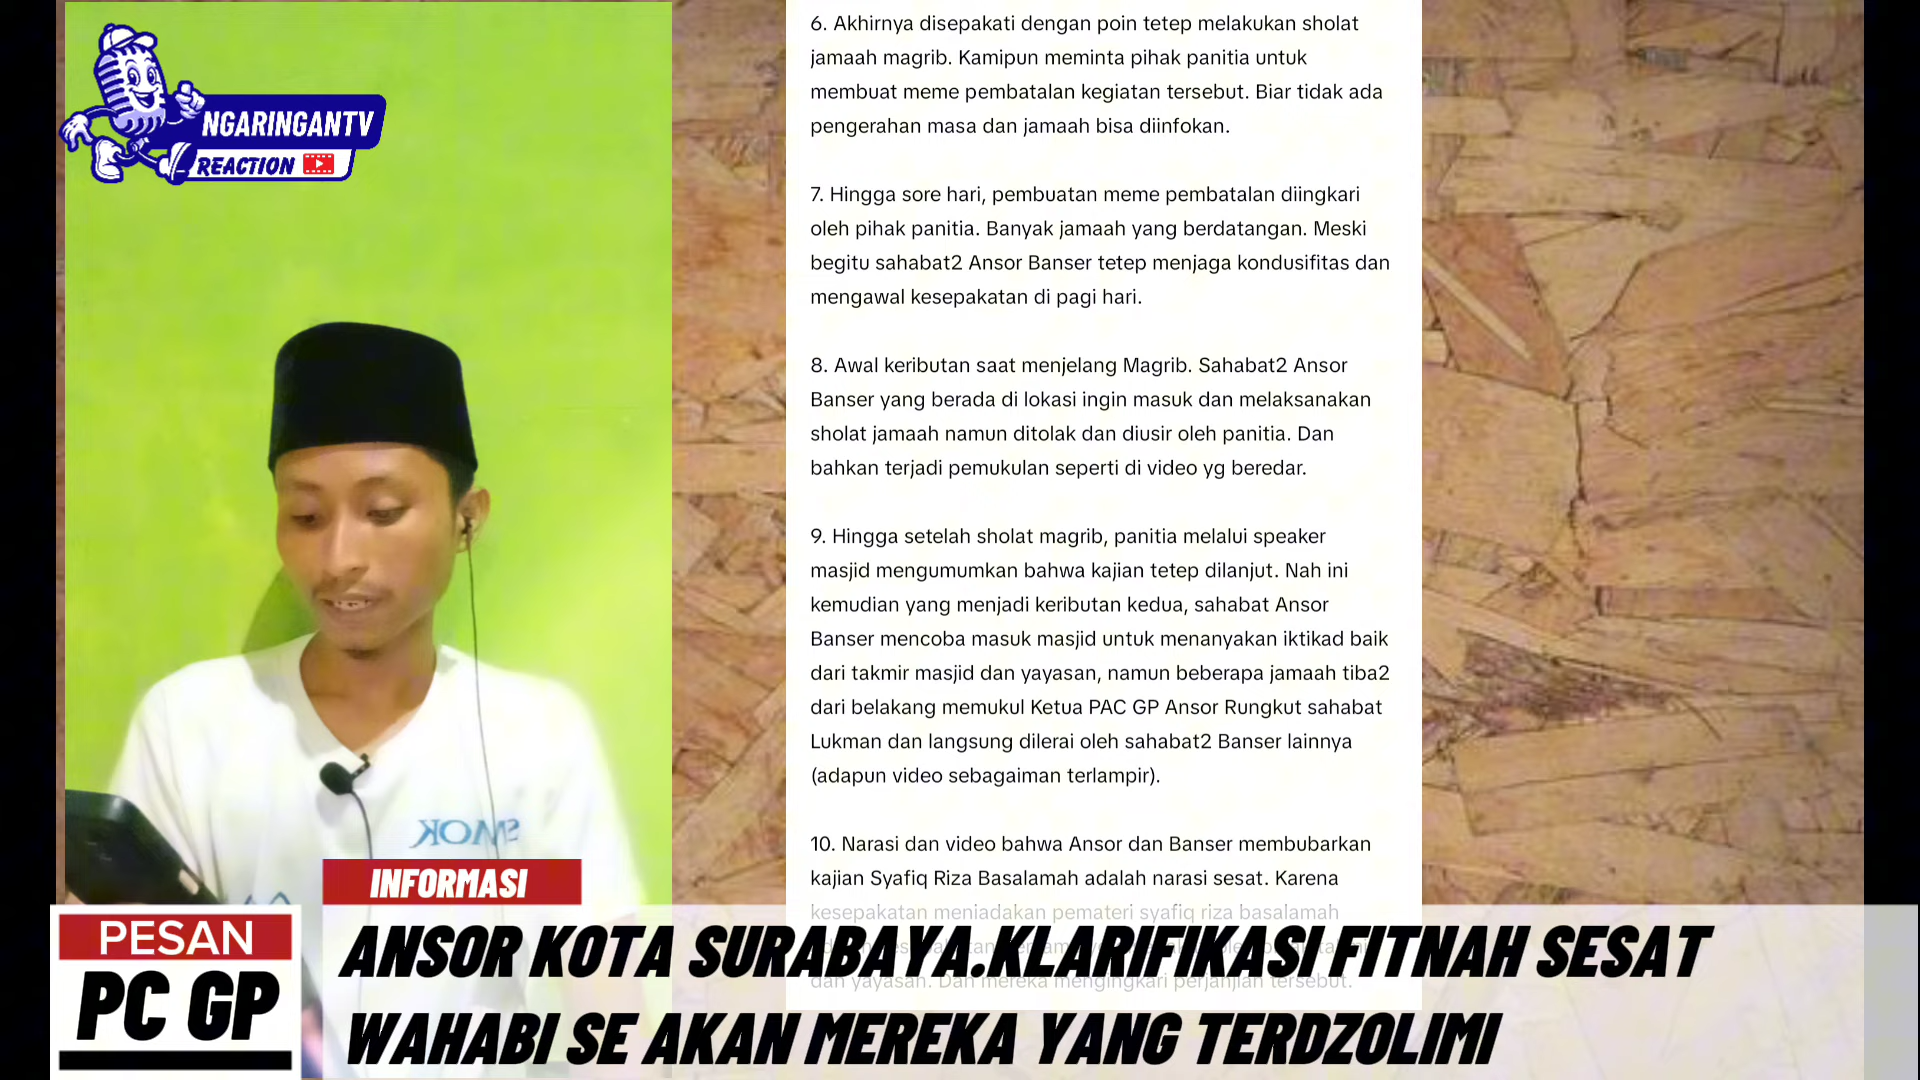 NGARINGANTV
REACTION
6. Akhirnya disepakati dengan poin tetep melakukan sholat
jamaah magrib. Kamipun meminta pihak panitia untuk
membuat meme pembatalan kegiatan tersebut. Biar tidak ada
pengerahan masa dan jamaah bisa diinfokan.
7. Hingga sore hari, pembuatan meme pembatalan diingkari
oleh pihak panitia. Banyak jamaah yang berdatangan. Meski
begitu sahabat2 Ansor Banser tetep menjaga kondusifitas dan
mengawal kesepakatan di pagi hari.
8. Awal keributan saat menjelang Magrib. Sahabat2 Ansor
Banser yang berada di lokasi ingin masuk dan melaksanakan
sholat jamaah namun ditolak dan diusir oleh panitia. Dan
bahkan terjadi pemukulan seperti di video yg beredar.
9. Hingga setelah sholat magrib, panitia melalui speaker
masjid mengumumkan bahwa kajian tetep dilanjut. Nah ini
kemudian yang menjadi keributan kedua, sahabat Ansor
Banser mencoba masuk masjid untuk menanyakan iktikad baik
dari takmir masjid dan yayasan, namun beberapa jamaah tiba2
dari belakang memukul Ketua PAC GP Ansor Rungkut sahabat
Lukman dan langsung dilerai oleh sahabat2 Banser lainnya
(adapun video sebagaiman terlampir).
10. Narasi dan video bahwa Ansor dan Banser membubarkan
kajian Syafiq Riza Basalamah adalah narasi sesat. Karena
kesepakatan meniadakan pemateri syafiq riza basalamah
dan yayasan. Dan mereka mengingkari perjanjian tersebut.
SMOK
INFORMASI
PESAN
PC GP
ANSOR KOTA SURABAYA.KLARIFIKASI FITNAH SESAT
WAHABI SE AKAN MEREKA YANG TERDZOLIMI